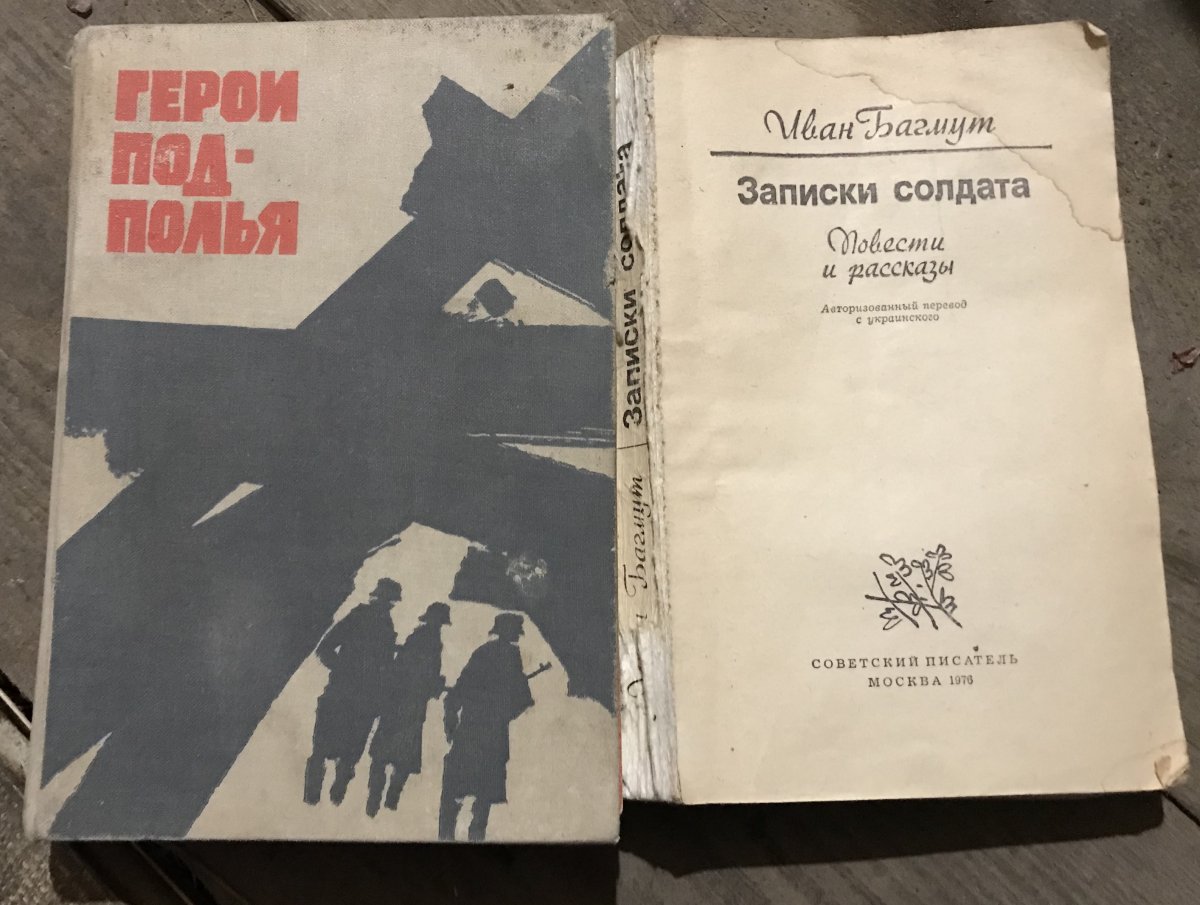 ГЕРОИ
ПОД-
ПОЛЬЯ
Багмут | Записки солдата
Иван Багмут
Записки солдата
Повести
и рассказы
Авторизованный перевод
с украинского
СОВЕТСКИЙ ПИСАТЕЛЬ
МОСКВА 1976